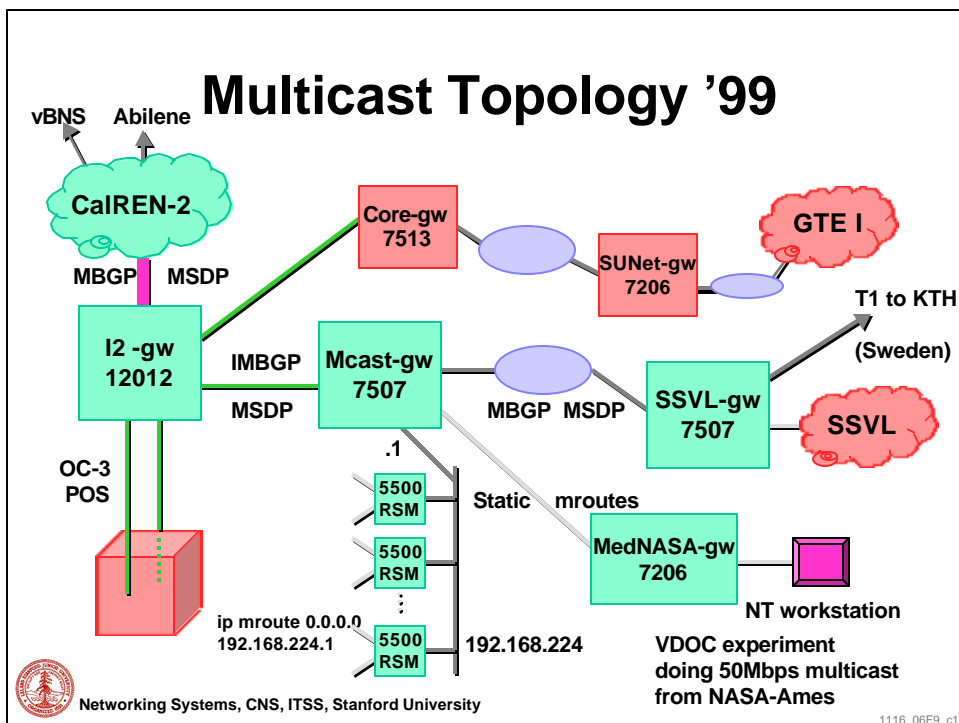 Multicast Topology ’99
vBNS Abilene
CalREN-2
MBGP MSDP
Core-gw
7513
SUNet-gw
7206
GTE I
T1 to KTH
(Sweden)
I2 -gw
12012
IMBGP
MSDP
Mcast-gw
7507
MBGP MSDP
SSVL-gw
7507
SSVL
OC-3
POS
.1
5500
RSM
Static mroutes
5500
RSM
MedNASA-gw
7206
NT workstation
ip mroute 0.0.0.0
192.168.224.1
5500
RSM
192.168.224
VDOC experiment
doing 50Mbps multicast
from NASA-Ames
Networking Systems, CNS, ITSS, Stanford University